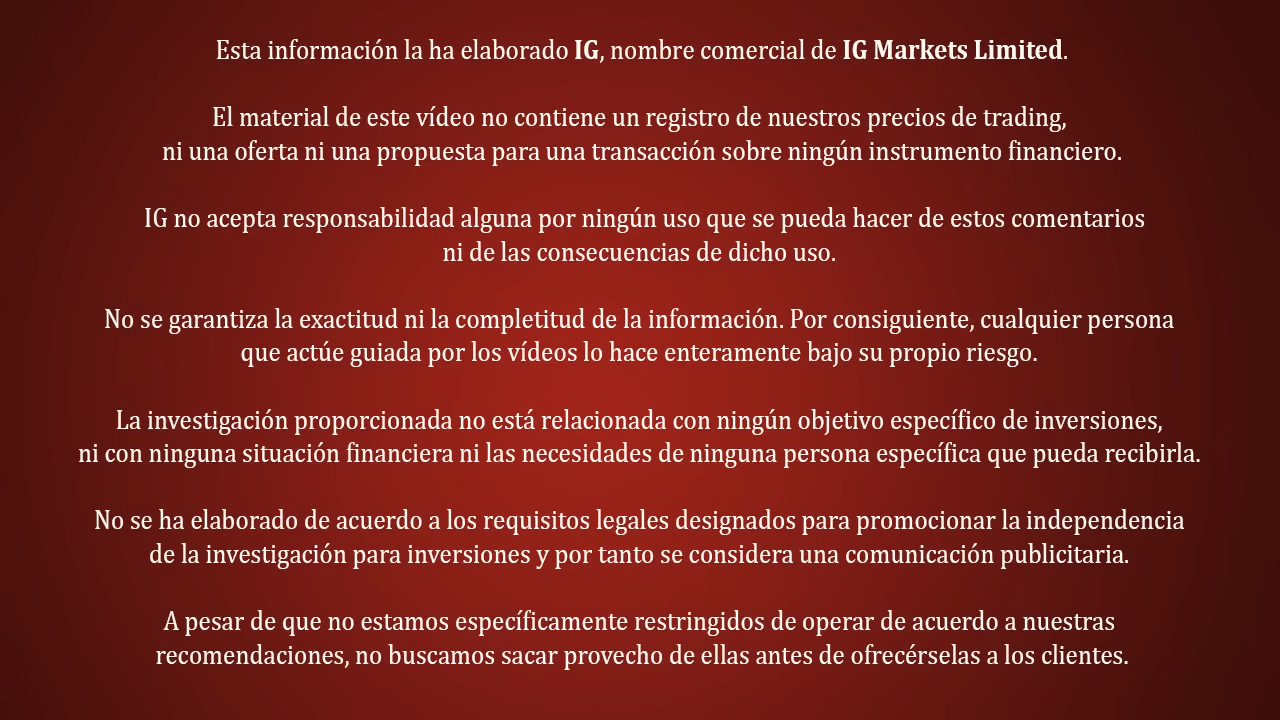 Esta información la ha elaborado IG, nombre comercial de IG Markets Limited.
El material de este vídeo no contiene un registro de nuestros precios de trading,
ni una oferta ni una propuesta para una transacción sobre ningún instrumento financiero.
IG no acepta responsabilidad alguna por ningún uso que se pueda hacer de estos comentarios
ni de las consecuencias de dicho uso.
No se garantiza la exactitud ni la completitud de la información. Por consiguiente, cualquier persona
que actúe guiada por los vídeos lo hace enteramente bajo su propio riesgo.
La investigación proporcionada no está relacionada con ningún objetivo específico de inversiones,
ni con ninguna situación financiera ni las necesidades de ninguna persona específica que pueda recibirla.
No se ha elaborado de acuerdo a los requisitos legales designados para promocionar la independencia
de la investigación para inversiones y por tanto se considera una comunicación publicitaria.
A pesar de que no estamos específicamente restringidos de operar de acuerdo a nuestras
recomendaciones, no buscamos sacar provecho de ellas antes de ofrecérselas a los clientes.